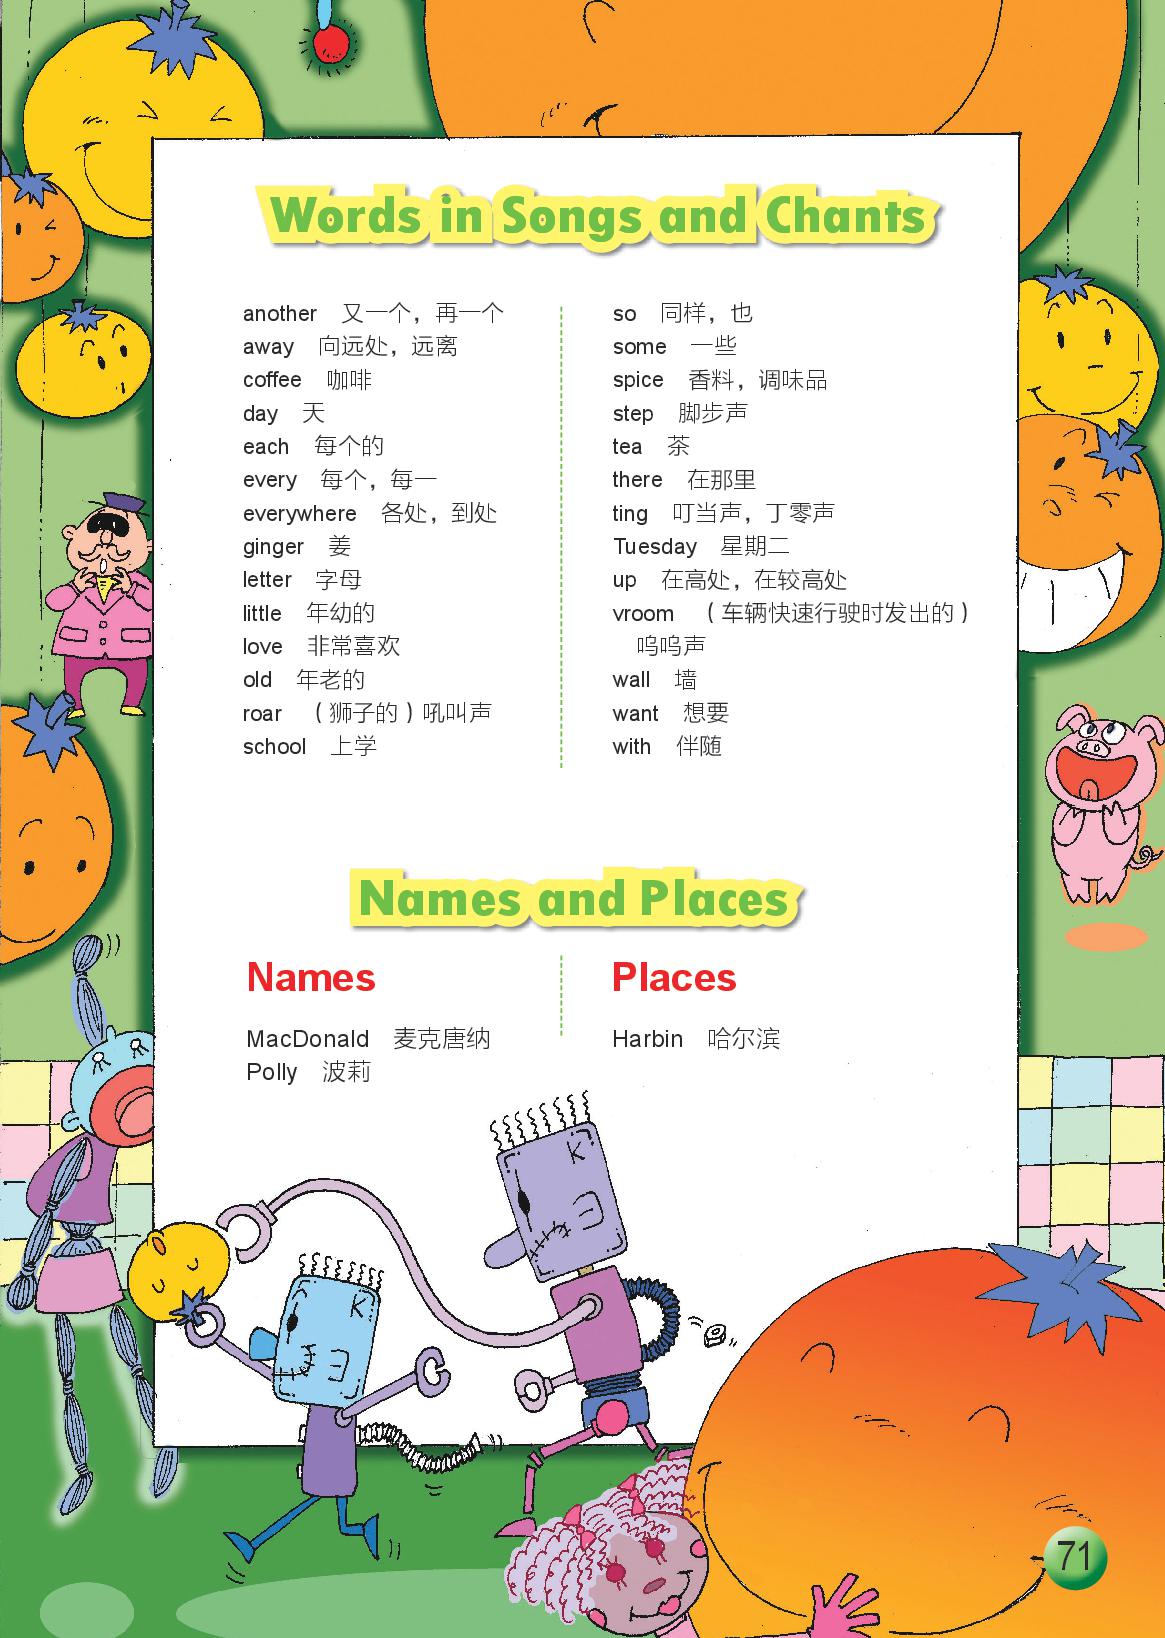 Words in Songs and Chants
another 又一个，再一个
away 向远处，远离
coffee 咖啡
day 天
each 每个的
every 每个，每一
everywhere 各处，到处
ginger 姜
letter 字母
little 年幼的
love 非常喜欢
old 年老的
roar （狮子的）吼叫声
school 上学
so 同样，也
some 一些
spice 香料，调味品
step 脚步声
tea 茶
there 在那里
ting 叮当声，丁零声
Tuesday 星期二
up 在高处，在较高处
vroom （车辆快速行驶时发出的）
呜呜声
wall 墙
want 想要
with 伴随
Names and Places
Names
MacDonald 麦克唐纳
Polly 波莉
Places
Harbin 哈尔滨
K
K
71